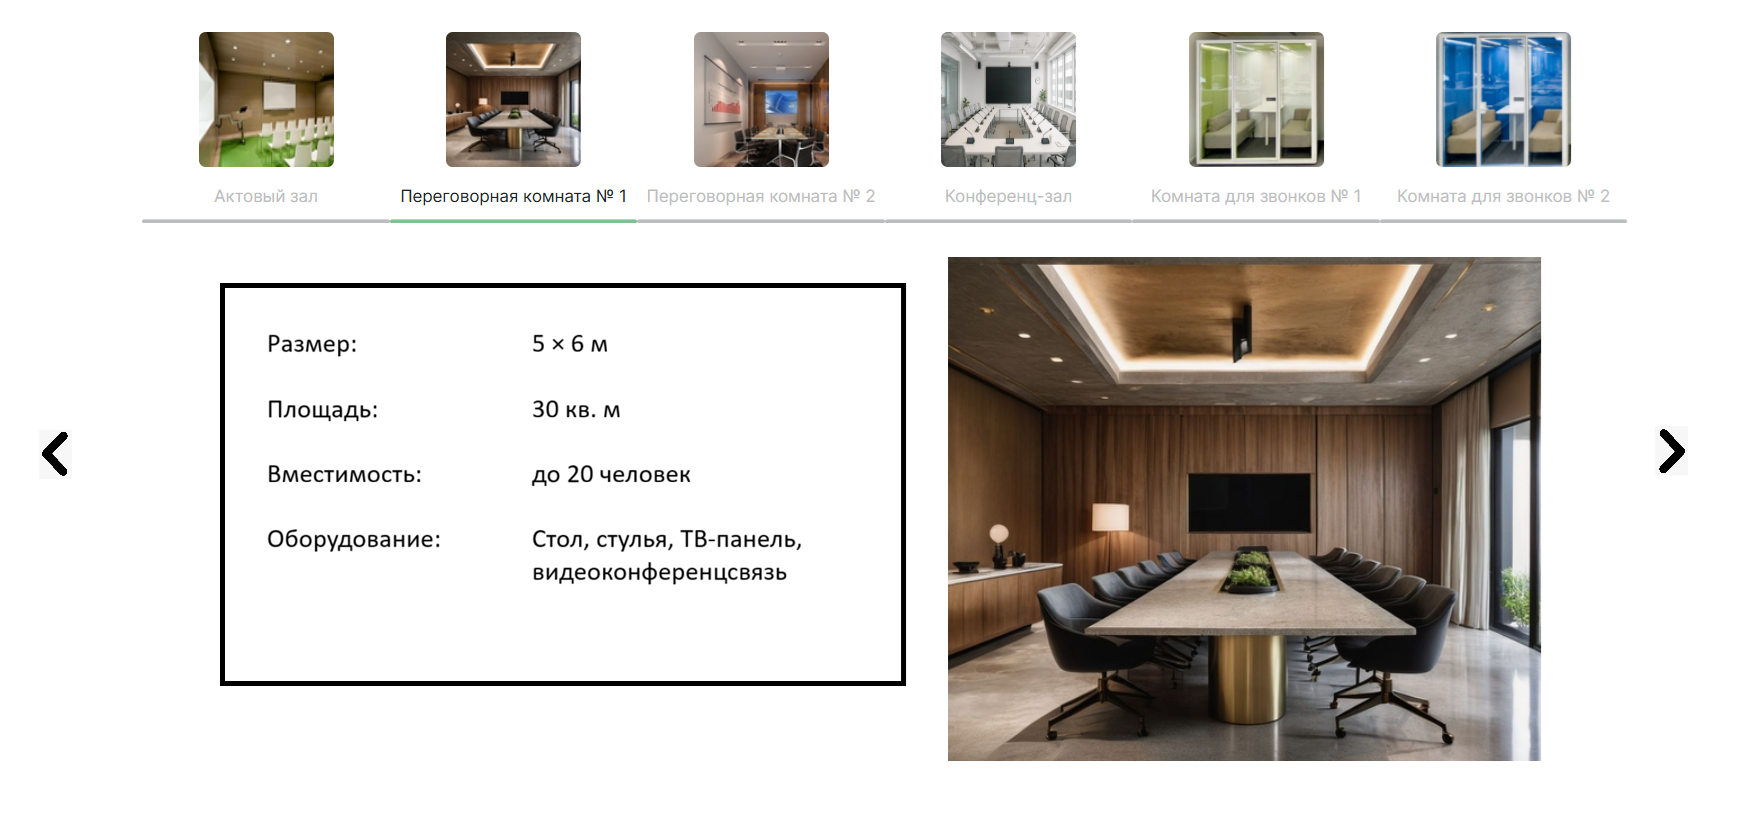 Актовый зал
Переговорная комната № 1
Переговорная комната № 2
Конференц-зал
Комната для звонков № 1
Комната для звонков № 2
Размер: 5 × 6 м
Площадь: 30 кв. м
Вместимость: до 20 человек
Оборудование: Стол, стулья, ТВ-панель,
видеоконференцсвязь